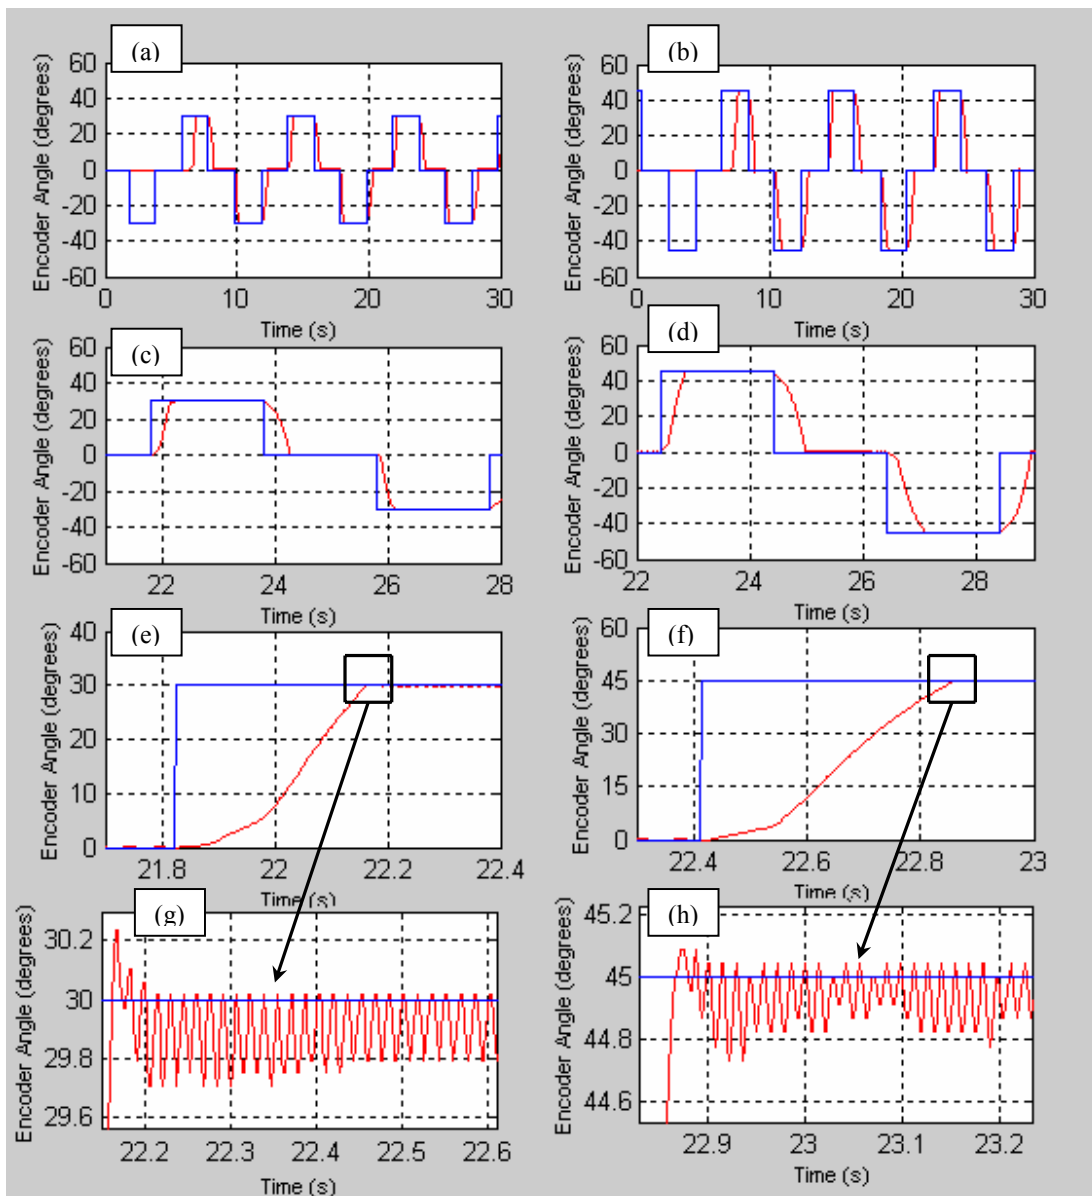 (a)
60
40
20
0
-20
-40
-60
Encoder Angle (degrees)
0 10 20 30
Time (s)
(b)
60
40
20
0
-20
-40
-60
Encoder Angle (degrees)
0 10 20 30
Time (s)
(c)
60
40
20
0
-20
-40
-60
Encoder Angle (degrees)
22 24 26 28
Time (s)
(d)
60
40
20
0
-20
-40
-60
Encoder Angle (degrees)
22 24 26 28
Time (s)
(e)
40
30
20
10
0
Encoder Angle (degrees)
21.8 22 22.2 22.4
Time (s)
(f)
60
45
30
15
0
Encoder Angle (degrees)
22.4 22.6 22.8 23
Time (s)
(g)
30.2
30
29.8
29.6
Encoder Angle (degrees)
22.2 22.3 22.4 22.5 22.6
Time (s)
(h)
45.2
45
44.8
44.6
Encoder Angle (degrees)
22.9 23 23.1 23.2
Time (s)